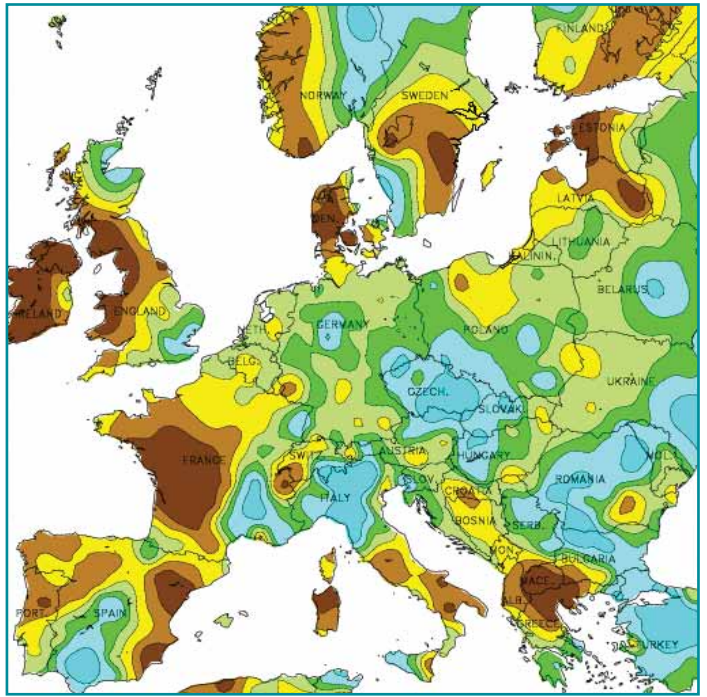 FINLAND
NORWAY
SWEDEN
ESTONIA
LATVIA
DEN.
LITHUANIA
KALININ.
BELARUS
IRELAND
ENGLAND
NETH.
GERMANY
POLAND
BELG.
UKRAINE
CZECH.
SLOVAK.
FRANCE
SWITZ.
AUSTRIA
HUNGARY
MOL.
ITALY
SLOV.
ROMANIA
CROATIA
BOSNIA
SERB.
MON.
BULGARIA
MACE.
PORT.
SPAIN
ALB.
GREECE
TURKEY